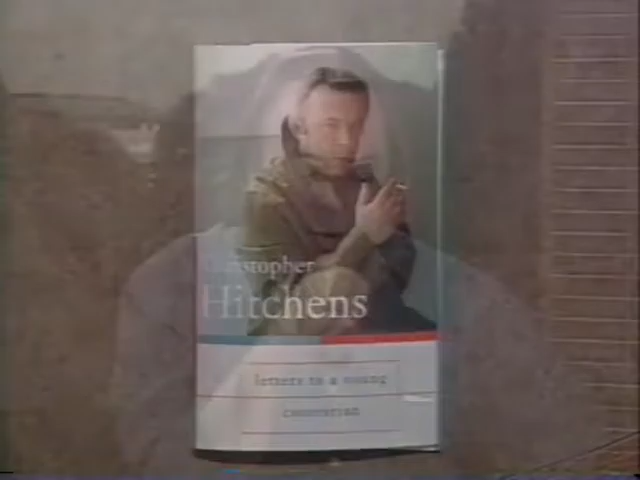 Christopher
Hitchens
letters to a young
contrarian